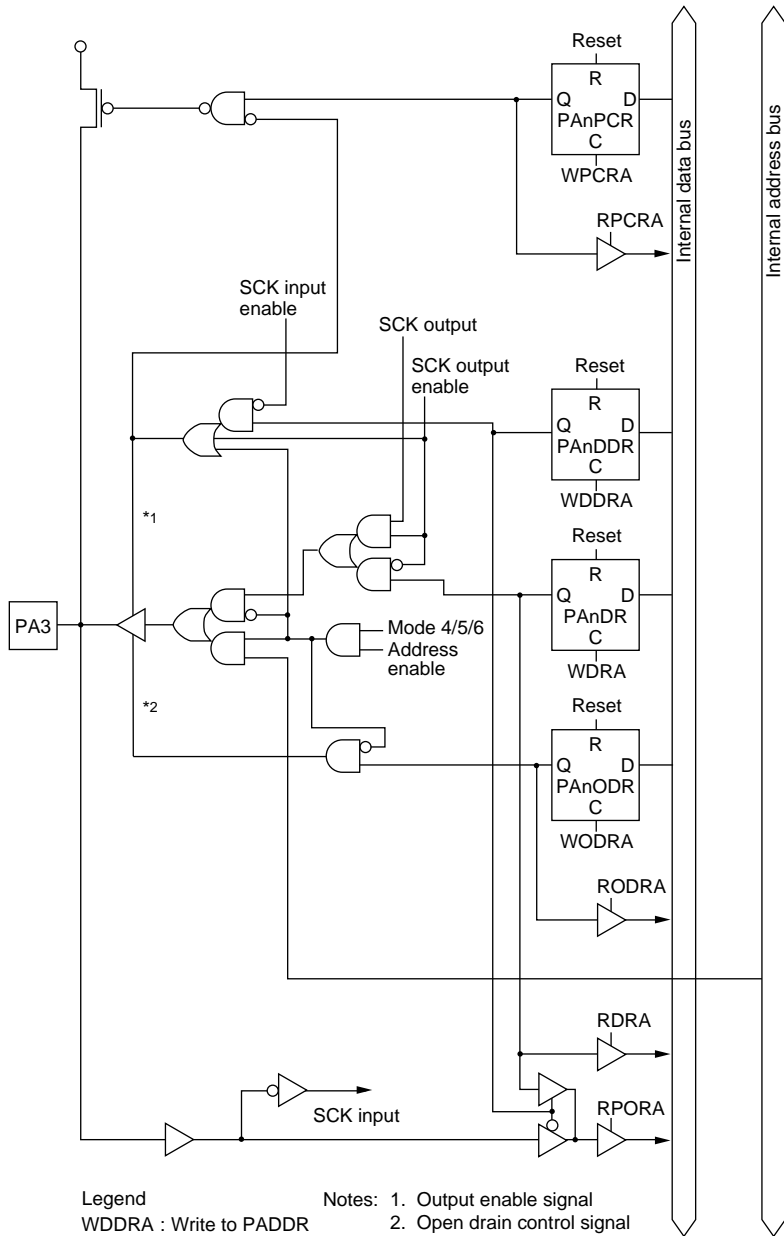 Reset
R
Q D
PAnPCR
C
WPCRA
RPCRA
Internal data bus
Internal address bus
SCK input
enable
SCK output
SCK output
enable
Reset
R
Q D
PAnDDR
C
WDDRA
*1
Reset
R
Q D
PAnDR
C
WDRA
PA3
Mode 4/5/6
Address
enable
*2
Reset
R
Q D
PAnODR
C
WODRA
RODRA
RDRA
SCK input
RPORA
Legend
WDDRA : Write to PADDR
Notes: 1. Output enable signal
2. Open drain control signal